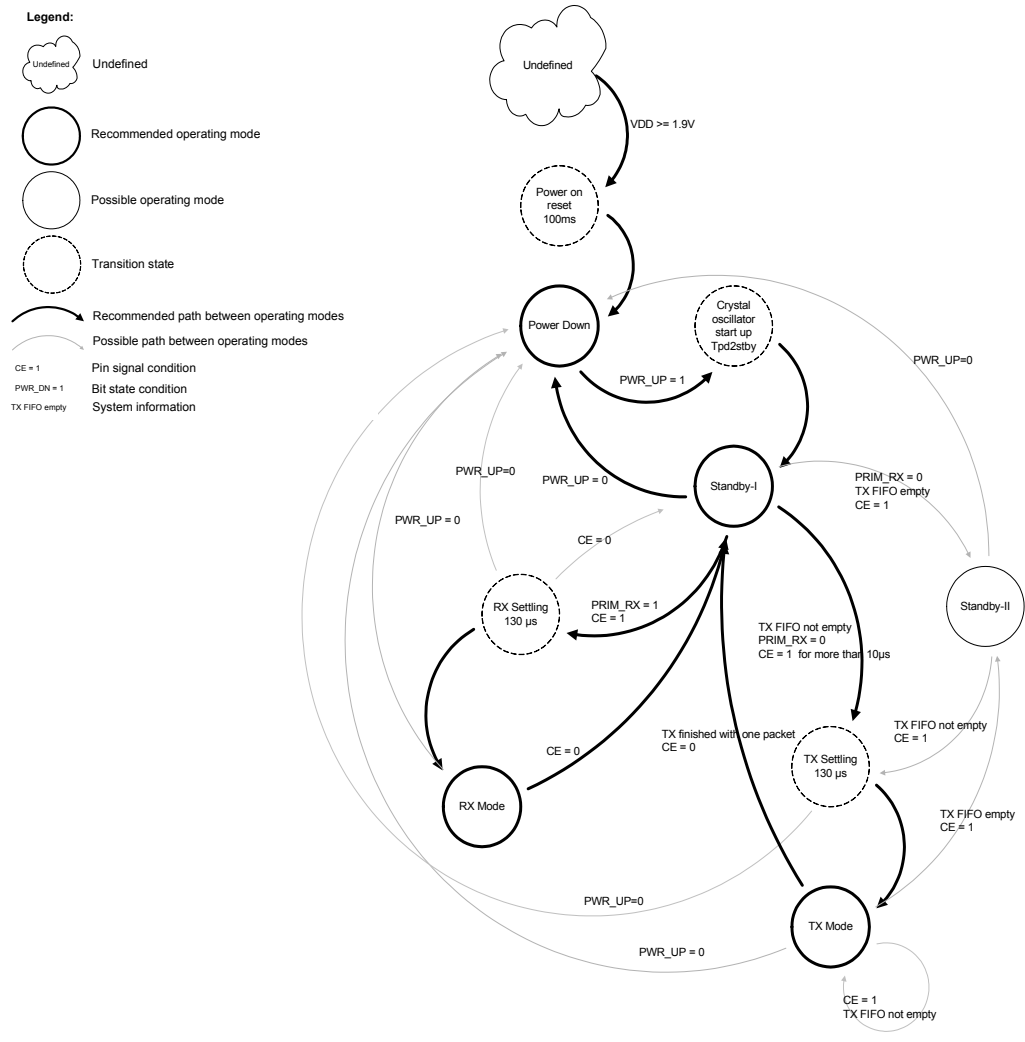 Legend:
Undefined
Undefined
Recommended operating mode
Possible operating mode
Transition state
Recommended path between operating modes
Possible path between operating modes
CE = 1
Pin signal condition
PWR_DN = 1
Bit state condition
TX FIFO empty
System information
Undefined
VDD >= 1.9V
Power on
reset
100ms
Power Down
Crystal
oscillator
start up
Tpd2stby
PWR_UP=0
PWR_UP = 1
PWR_UP=0
PWR_UP = 0
Standby-I
PRIM_RX = 0
TX FIFO empty
CE = 1
PWR_UP = 0
CE = 0
RX Settling
130 µs
PRIM_RX = 1
CE = 1
Standby-II
TX FIFO not empty
PRIM_RX = 0
CE = 1 for more than 10µs
TX FIFO not empty
CE = 1
TX finished with one packet
CE = 0
CE = 0
TX Settling
130 µs
RX Mode
TX FIFO empty
CE = 1
PWR_UP=0
TX Mode
PWR_UP = 0
CE = 1
TX FIFO not empty